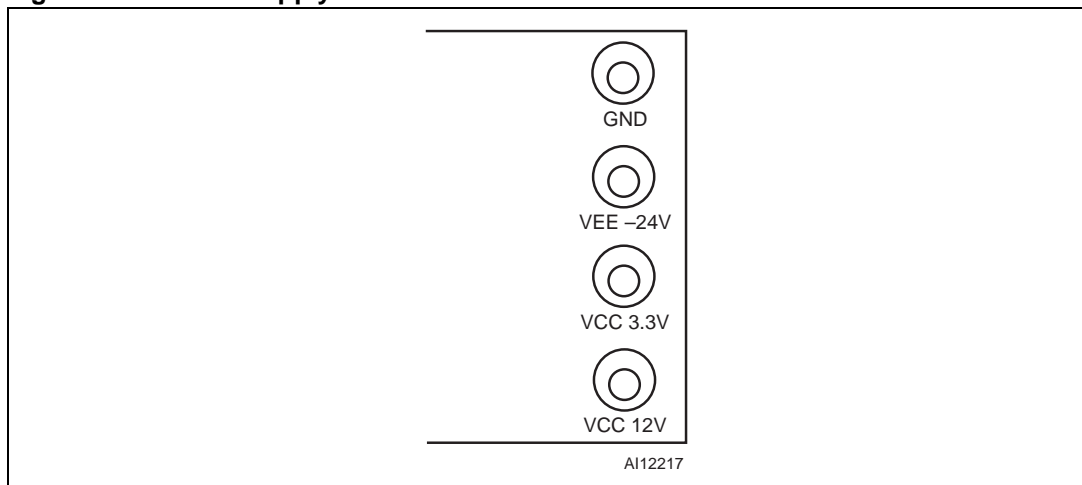 GND
VEE –24V
VCC 3.3V
VCC 12V
AI12217